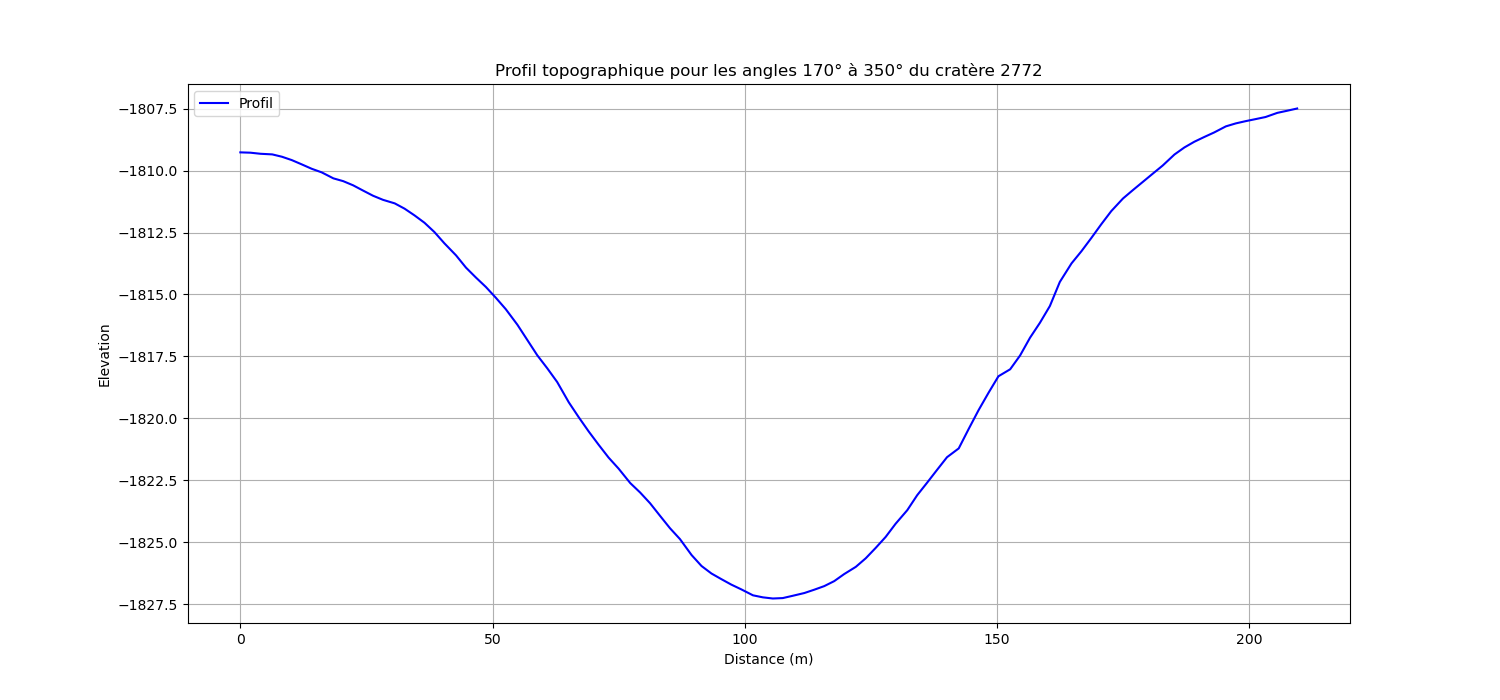 Profil topographique pour les angles 170° à 350° du cratère 2772
Profil
Elevation
−1807.5
−1810.0
−1812.5
−1815.0
−1817.5
−1820.0
−1822.5
−1825.0
−1827.5
0 50 100 150 200
Distance (m)